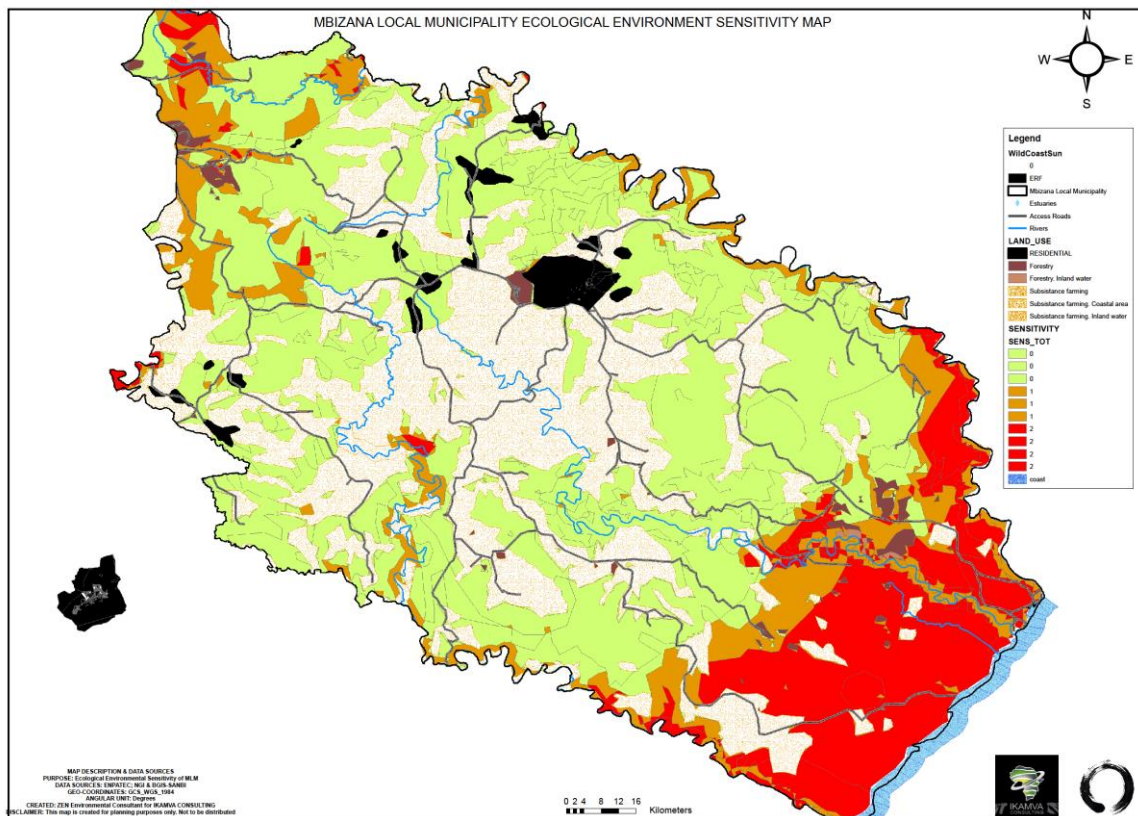 MBIZANA LOCAL MUNICIPALITY ECOLOGICAL ENVIRONMENT SENSITIVITY MAP
N
W E
S
Legend
WildCoastSun
0
ERF
Mbizana Local Municipality
Estuaries
Access Roads
Rivers
LAND_USE
RESIDENTIAL
Forestry
Forestry. Inland water
Subsistance farming
Subsistance farming. Coastal area
Subsistance farming. Inland water
SENSITIVITY
SENS_TOT
0
0
0
1
1
1
2
2
2
2
coast
MAP DESCRIPTION & DATA SOURCES
PURPOSE: Ecological Environmental Sensitivity of MLM
DATA SOURCES: ENPATEC; NGI & BGIS-SANBI
GEO-COORDINATES: GCS_WGS_1984
ANGULAR UNIT: Degrees
CREATED: ZEN Environmental Consultant for IKAMVA CONSULTING
DISCLAIMER: This map is created for planning purposes only. Not to be distributed
0 2 4 8 12 16
Kilometers
IKAMVA
CONSULTING